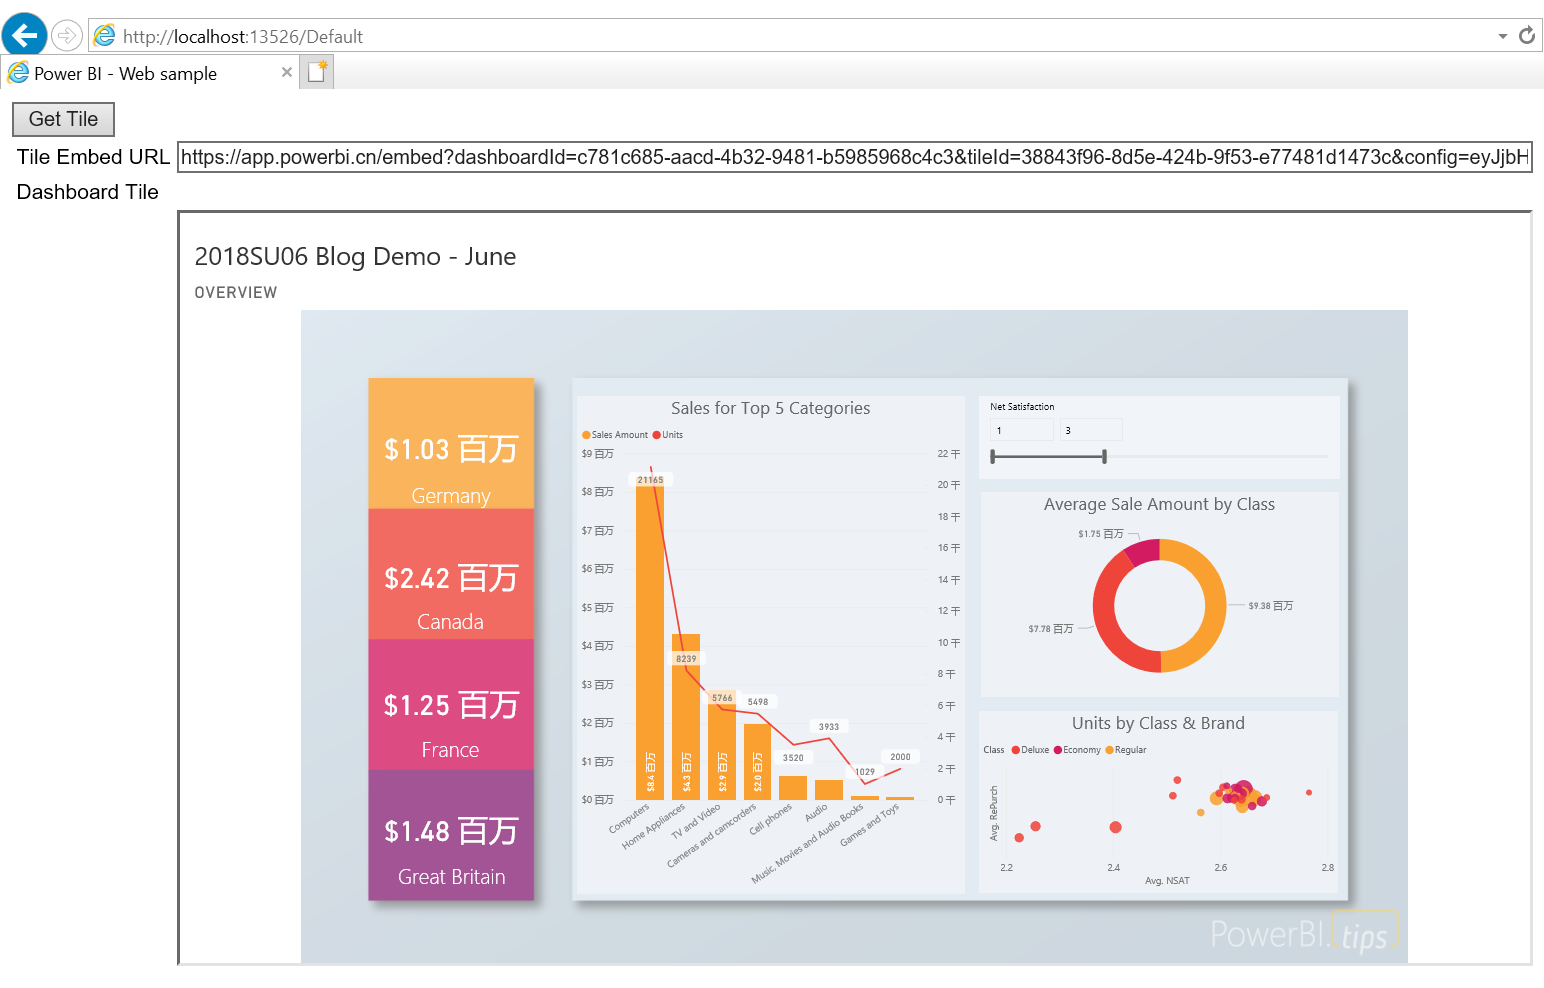 http://localhost:13526/Default
Power BI - Web sample
Get Tile
Tile Embed URL https://app.powerbi.cn/embed?dashboardId=c781c685-aacd-4b32-9481-b5985968c4c3&tileId=38843f96-8d5e-424b-9f53-e77481d1473c&config=eyJjbH
Dashboard Tile
2018SU06 Blog Demo - June
OVERVIEW
$1.03 百万
Germany
$2.42 百万
Canada
$1.25 百万
France
$1.48 百万
Great Britain
Sales for Top 5 Categories
Sales Amount Units
$9 百万
$8 百万
$7 百万
$6 百万
$5 百万
$4 百万
$3 百万
$2 百万
$1 百万
$0 百万
22 千
20 千
18 千
16 千
14 千
12 千
10 千
8 千
6 千
4 千
2 千
0 千
21165
8239
5766
5498
3520
3933
1029
2000
$8.4 百万
$4.3 百万
$2.9 百万
$2.0 百万
Computers
Home Appliances
TV and Video
Cameras and camcorders
Cell phones
Audio
Music, Movies and Audio Books
Games and Toys
Net Satisfaction
1 3
Average Sale Amount by Class
$1.75 百万
$9.38 百万
$7.78 百万
Units by Class & Brand
Class Deluxe Economy Regular
Avg. RePurch
2.2 2.4 2.6 2.8
Avg. NSAT
PowerBI.tips